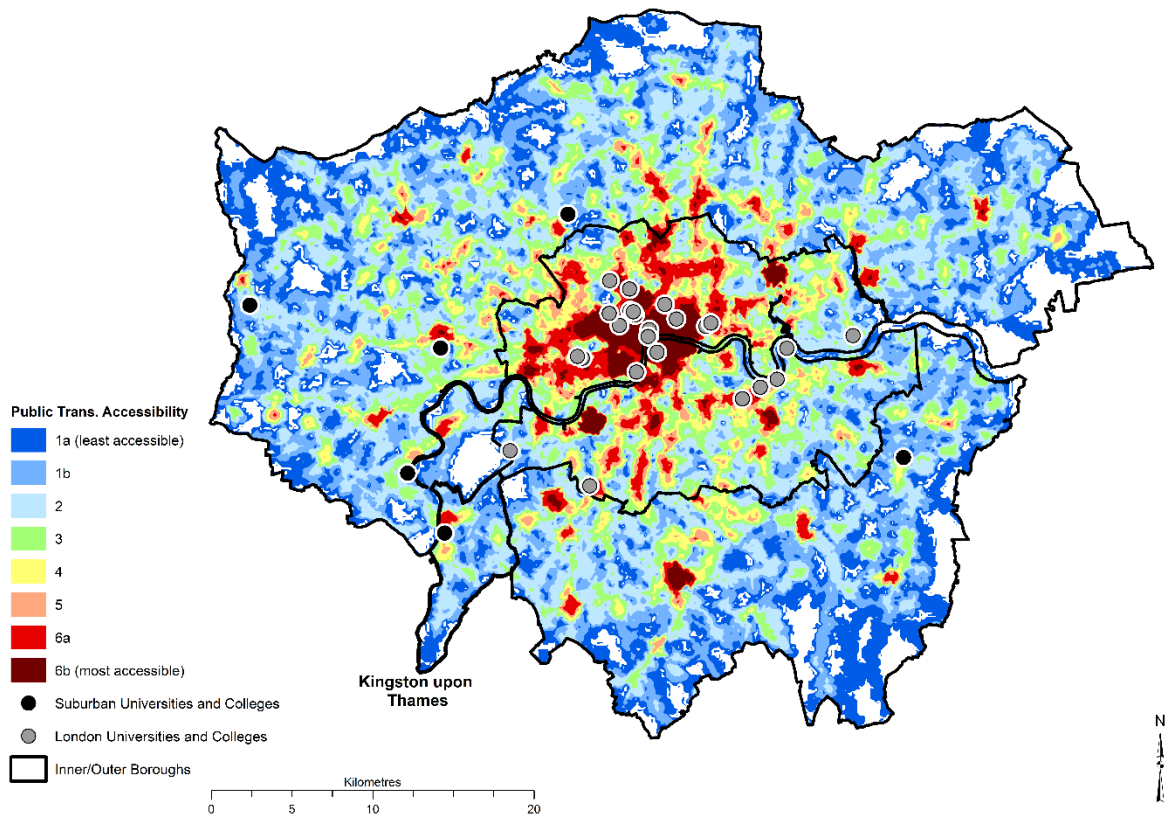 Public Trans. Accessibility
1a (least accessible)
1b
2
3
4
5
6a
6b (most accessible)
Suburban Universities and Colleges
London Universities and Colleges
Inner/Outer Boroughs
Kingston upon
Thames
Kilometres
0 5 10 20
N